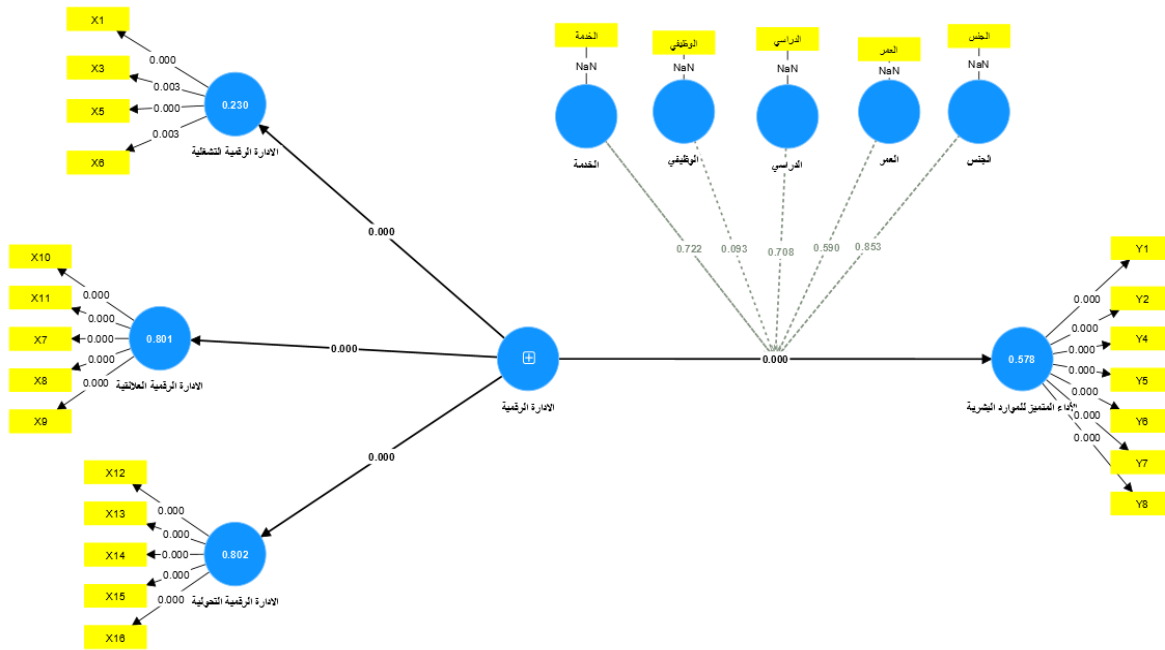 X1
0.000
X3
0.003
X5
0.000
X6
0.003
0.230
الادارة الرقمية التشغلية
0.000
الخدمة
NaN
الخدمة
الوظيفي
NaN
الوظيفي
الدراسي
NaN
الدراسي
العمر
NaN
العمر
الجنس
NaN
الجنس
0.722
0.093
0.708
0.590
0.853
X10
0.000
X11
0.000
X7
0.000
X8
0.000
X9
0.000
0.801
الادارة الرقمية العلائقية
0.000
الادارة الرقمية
0.000
0.578
الأداء المتميز للموارد البشرية
Y1
0.000
Y2
0.000
Y4
0.000
Y5
0.000
Y6
0.000
Y7
0.000
Y8
0.000
0.000
X12
0.000
X13
0.000
X14
0.000
X15
0.000
X16
0.000
0.802
الادارة الرقمية التحولية